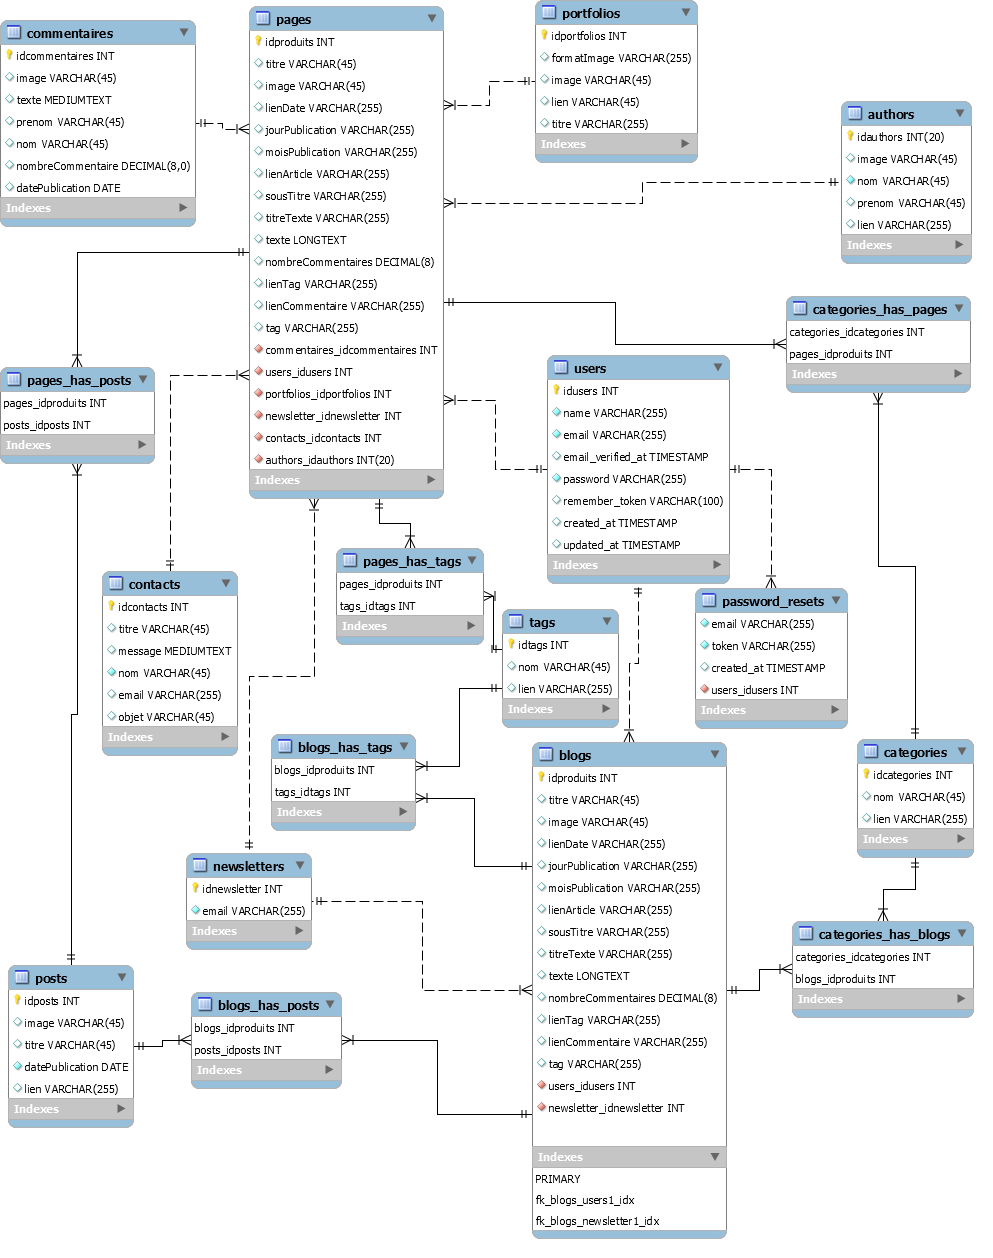 commentaires
idcommentaires INT
image VARCHAR(45)
texte MEDIUMTEXT
prenom VARCHAR(45)
nom VARCHAR(45)
nombreCommentaire DECIMAL(8,0)
datePublication DATE
Indexes
pages
idproduits INT
titre VARCHAR(45)
image VARCHAR(45)
lienDate VARCHAR(255)
jourPublication VARCHAR(255)
moisPublication VARCHAR(255)
lienArticle VARCHAR(255)
sousTitre VARCHAR(255)
titreTexte VARCHAR(255)
texte LONGTEXT
nombreCommentaires DECIMAL(8)
lienTag VARCHAR(255)
lienCommentaire VARCHAR(255)
tag VARCHAR(255)
commentaires_idcommentaires INT
users_idusers INT
portfolios_idportfolios INT
newsletter_idnewsletter INT
contacts_idcontacts INT
authors_idauthors INT(20)
Indexes
portfolios
idportfolios INT
formatImage VARCHAR(255)
image VARCHAR(45)
lien VARCHAR(45)
titre VARCHAR(255)
Indexes
authors
idauthors INT(20)
image VARCHAR(45)
nom VARCHAR(45)
prenom VARCHAR(45)
lien VARCHAR(255)
Indexes
categories_has_pages
categories_idcategories INT
pages_idproduits INT
Indexes
pages_has_posts
pages_idproduits INT
posts_idposts INT
Indexes
users
idusers INT
name VARCHAR(255)
email VARCHAR(255)
email_verified_at TIMESTAMP
password VARCHAR(255)
remember_token VARCHAR(100)
created_at TIMESTAMP
updated_at TIMESTAMP
Indexes
pages_has_tags
pages_idproduits INT
tags_idtags INT
Indexes
contacts
idcontacts INT
titre VARCHAR(45)
message MEDIUMTEXT
nom VARCHAR(45)
email VARCHAR(255)
objet VARCHAR(45)
Indexes
tags
idtags INT
nom VARCHAR(45)
lien VARCHAR(255)
Indexes
password_resets
email VARCHAR(255)
token VARCHAR(255)
created_at TIMESTAMP
users_idusers INT
Indexes
blogs_has_tags
blogs_idproduits INT
tags_idtags INT
Indexes
blogs
idproduits INT
titre VARCHAR(45)
image VARCHAR(45)
lienDate VARCHAR(255)
jourPublication VARCHAR(255)
moisPublication VARCHAR(255)
lienArticle VARCHAR(255)
sousTitre VARCHAR(255)
titreTexte VARCHAR(255)
texte LONGTEXT
nombreCommentaires DECIMAL(8)
lienTag VARCHAR(255)
lienCommentaire VARCHAR(255)
tag VARCHAR(255)
users_idusers INT
newsletter_idnewsletter INT
Indexes
PRIMARY
fk_blogs_users1_idx
fk_blogs_newsletter1_idx
categories
idcategories INT
nom VARCHAR(45)
lien VARCHAR(255)
Indexes
newsletters
idnewsletter INT
email VARCHAR(255)
Indexes
categories_has_blogs
categories_idcategories INT
blogs_idproduits INT
Indexes
posts
idposts INT
image VARCHAR(45)
titre VARCHAR(45)
datePublication DATE
lien VARCHAR(255)
Indexes
blogs_has_posts
blogs_idproduits INT
posts_idposts INT
Indexes